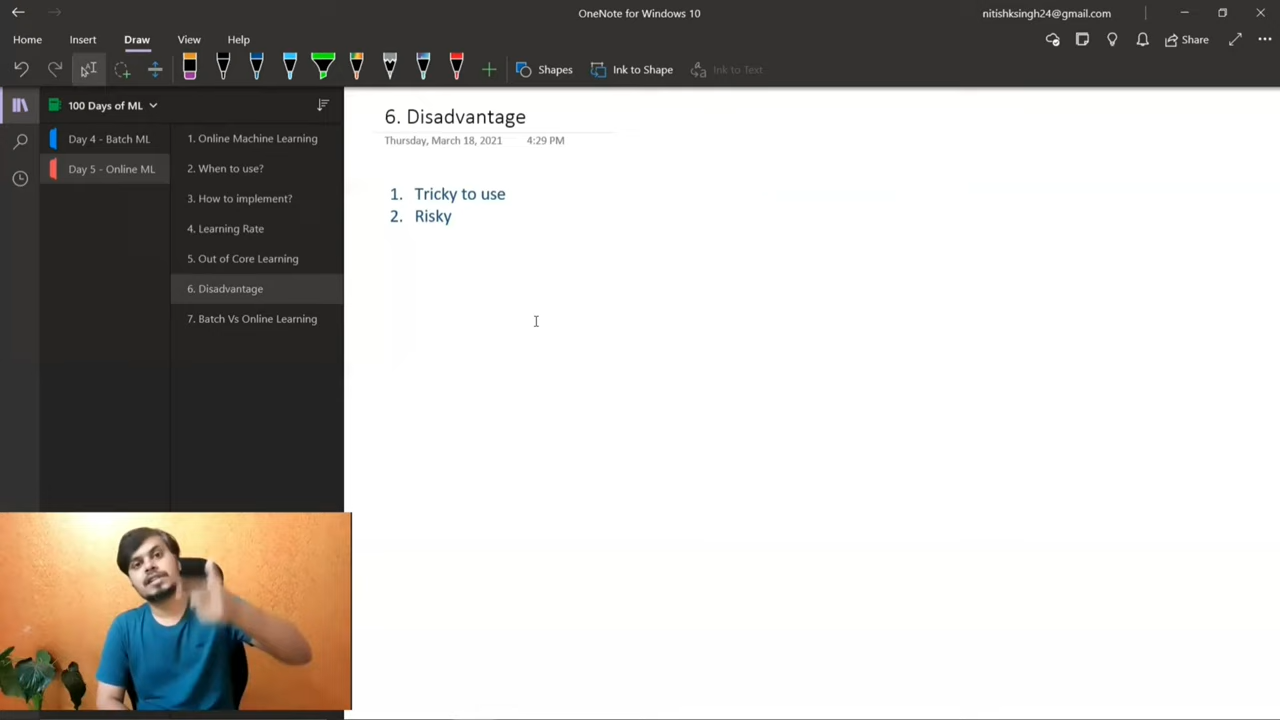 OneNote for Windows 10
nitishksingh24@gmail.com
Home Insert Draw View Help
Share
Shapes Ink to Shape Ink to Text
100 Days of ML
Day 4 - Batch ML
Day 5 - Online ML
1. Online Machine Learning
2. When to use?
3. How to implement?
4. Learning Rate
5. Out of Core Learning
6. Disadvantage
7. Batch Vs Online Learning
6. Disadvantage
Thursday, March 18, 2021 4:29 PM
1. Tricky to use
2. Risky